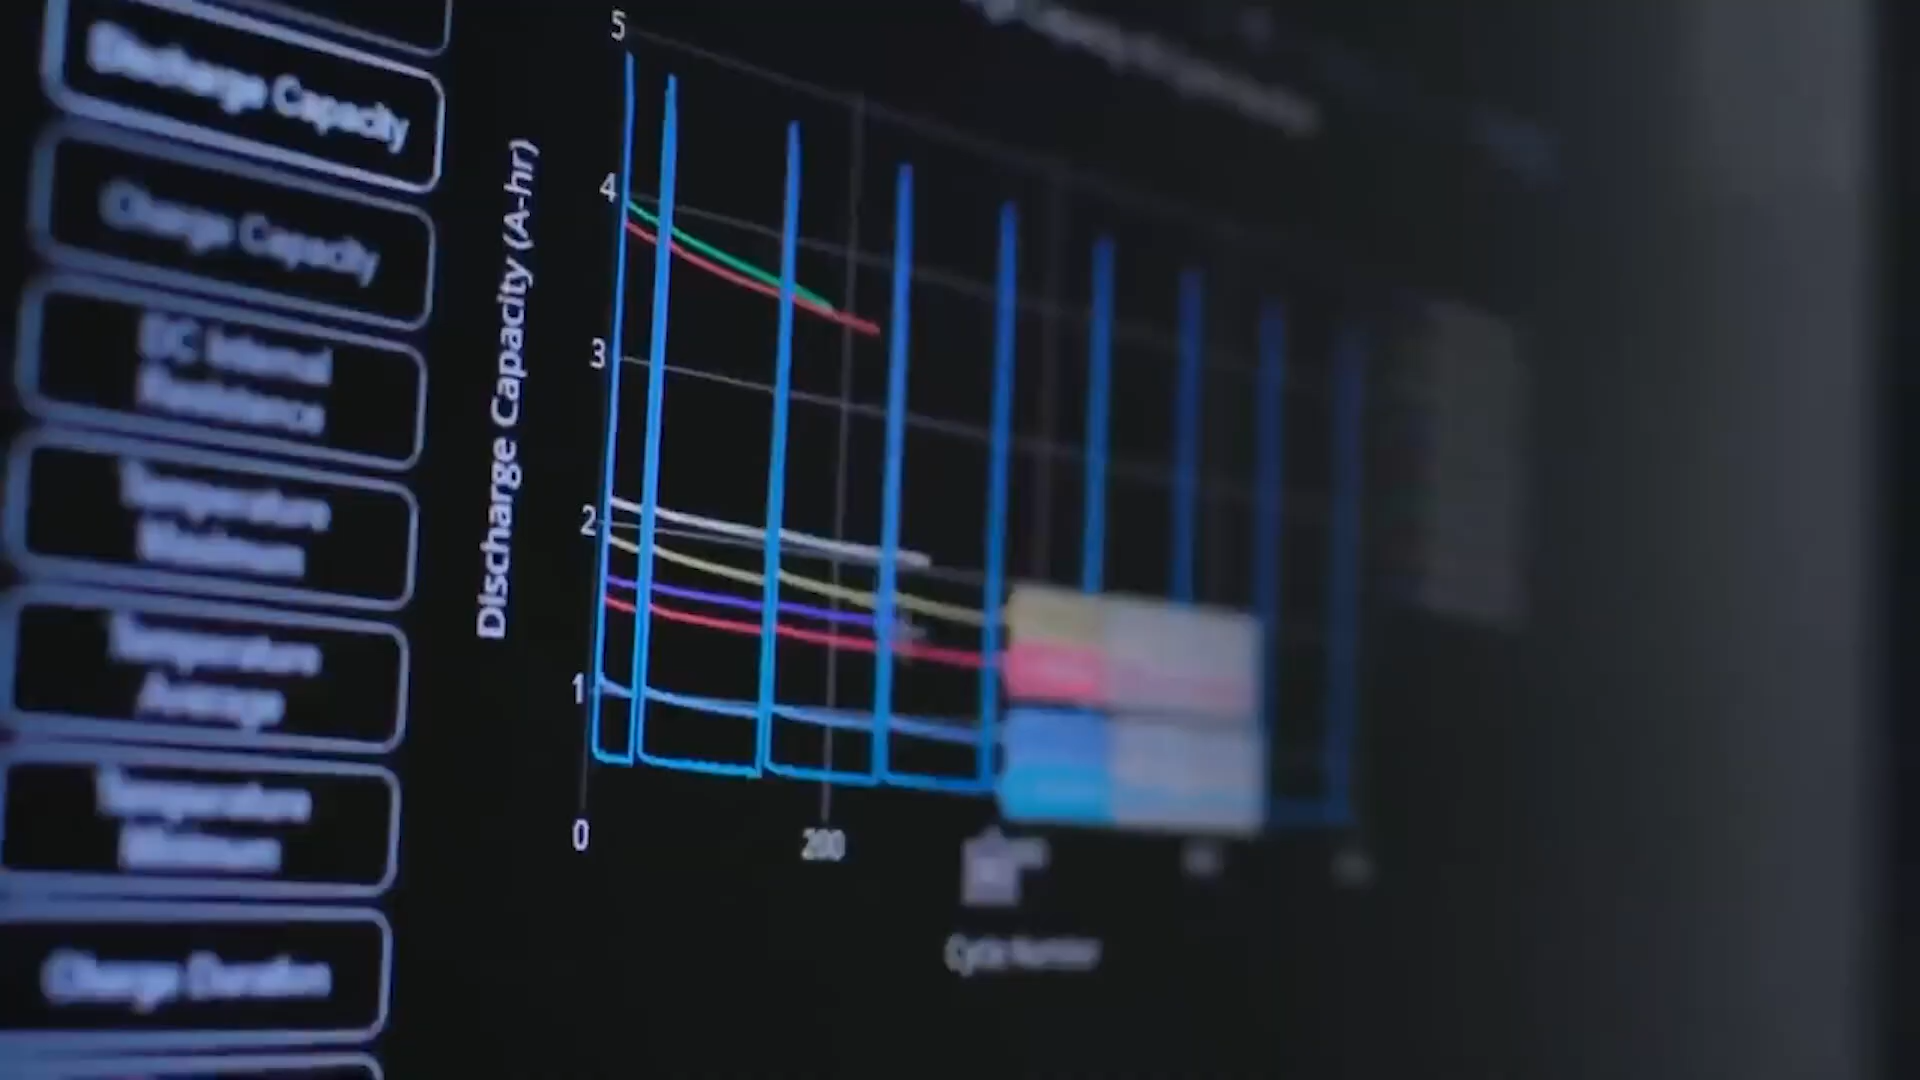 Discharge Capacity
Charge Capacity
DC Internal
Resistance
Temperature
Maximum
Temperature
Average
Temperature
Minimum
Charge Duration
Discharge Capacity (A-hr)
5
4
3
2
1
0
200
Cycle Number